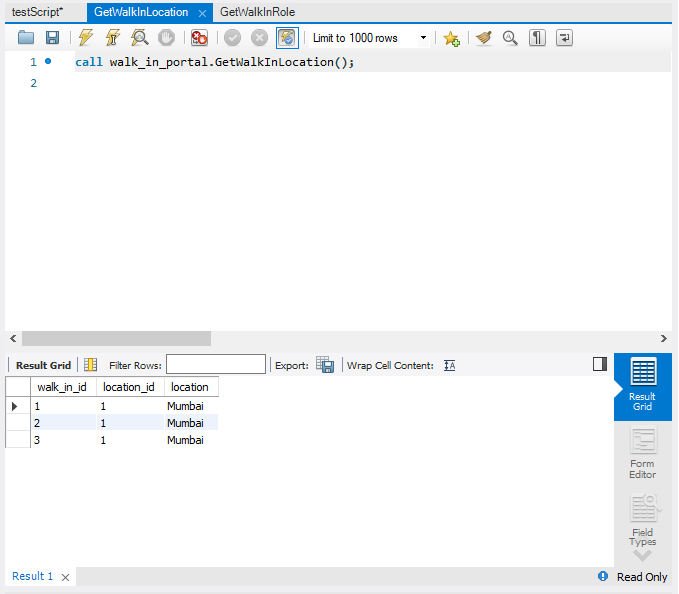 testScript* GetWalkInLocation GetWalkInRole
Limit to 1000 rows
1 call walk_in_portal.GetWalkInLocation();
2
Result Grid Filter Rows: Export: Wrap Cell Content: IA
walk_in_id location_id location
1 1 Mumbai
2 1 Mumbai
3 1 Mumbai
Result
Grid
Form
Editor
Field
Types
Result 1 Read Only